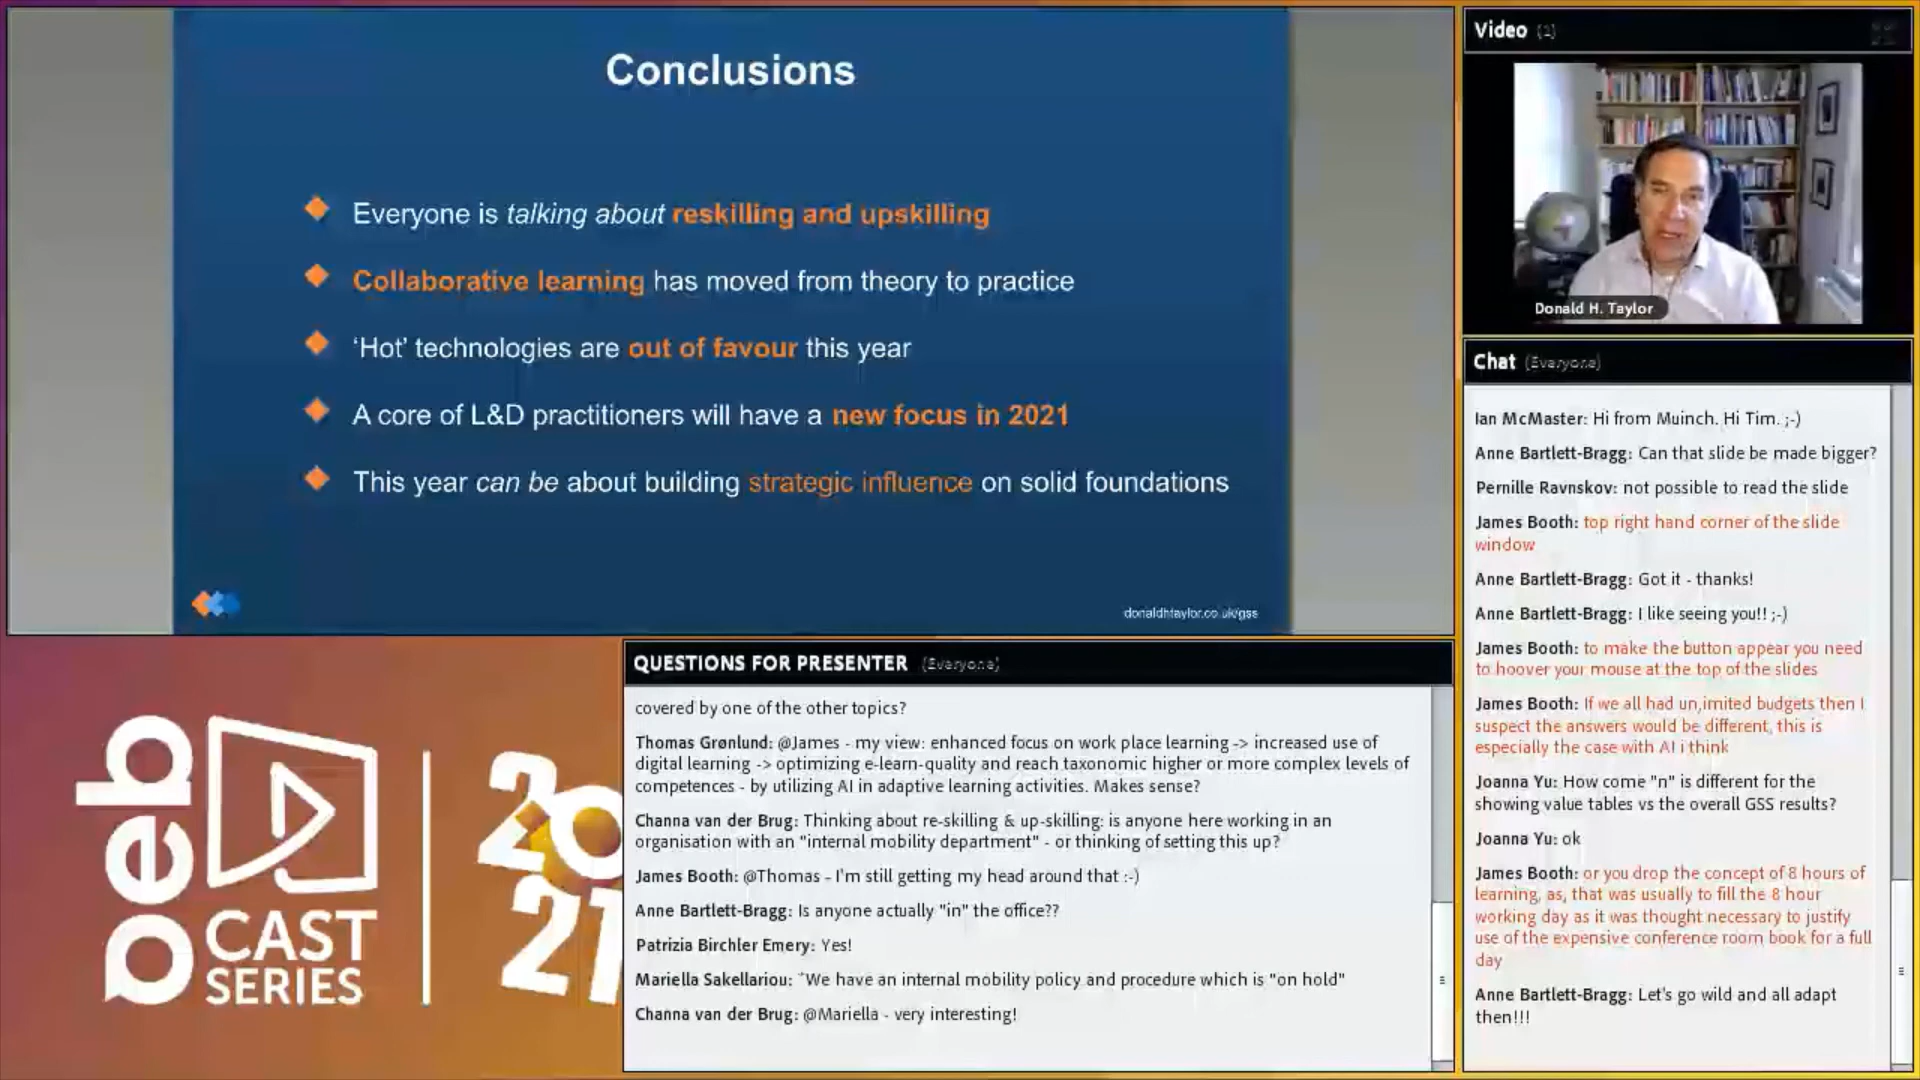 Conclusions
Everyone is talking about reskilling and upskilling
Collaborative learning has moved from theory to practice
‘Hot’ technologies are out of favour this year
A core of L&D practitioners will have a new focus in 2021
This year can be about building strategic influence on solid foundations
donaldhtaylor.co.uk/gss
Video (1)
Donald H. Taylor
Chat (Everyone)
Ian McMaster: Hi from Muinch. Hi Tim. ;-)
Anne Bartlett-Bragg: Can that slide be made bigger?
Pernille Ravnskov: not possible to read the slide
James Booth: top right hand corner of the slide
window
Anne Bartlett-Bragg: Got it - thanks!
Anne Bartlett-Bragg: I like seeing you!! ;-)
James Booth: to make the button appear you need
to hoover your mouse at the top of the slides
James Booth: If we all had un,imited budgets then I
suspect the answers would be different, this is
especially the case with AI i think
Joanna Yu: How come "n" is different for the
showing value tables vs the overall GSS results?
Joanna Yu: ok
James Booth: or you drop the concept of 8 hours of
learning, as, that was usually to fill the 8 hour
working day as it was thought necessary to justify
use of the expensive conference room book for a full
day
Anne Bartlett-Bragg: Let's go wild and all adapt
then!!!
QUESTIONS FOR PRESENTER (Everyone)
covered by one of the other topics?
Thomas Grønlund: @James - my view: enhanced focus on work place learning -> increased use of
digital learning -> optimizing e-learn-quality and reach taxonomic higher or more complex levels of
competences - by utilizing AI in adaptive learning activities. Makes sense?
Channa van der Brug: Thinking about re-skilling & up-skilling: is anyone here working in an
organisation with an "internal mobility department" - or thinking of setting this up?
James Booth: @Thomas - I'm still getting my head around that :-)
Anne Bartlett-Bragg: Is anyone actually "in" the office??
Patrizia Birchler Emery: Yes!
Mariella Sakellariou: ¨We have an internal mobility policy and procedure which is "on hold"
Channa van der Brug: @Mariella - very interesting!
oeb
CAST
SERIES
20
21